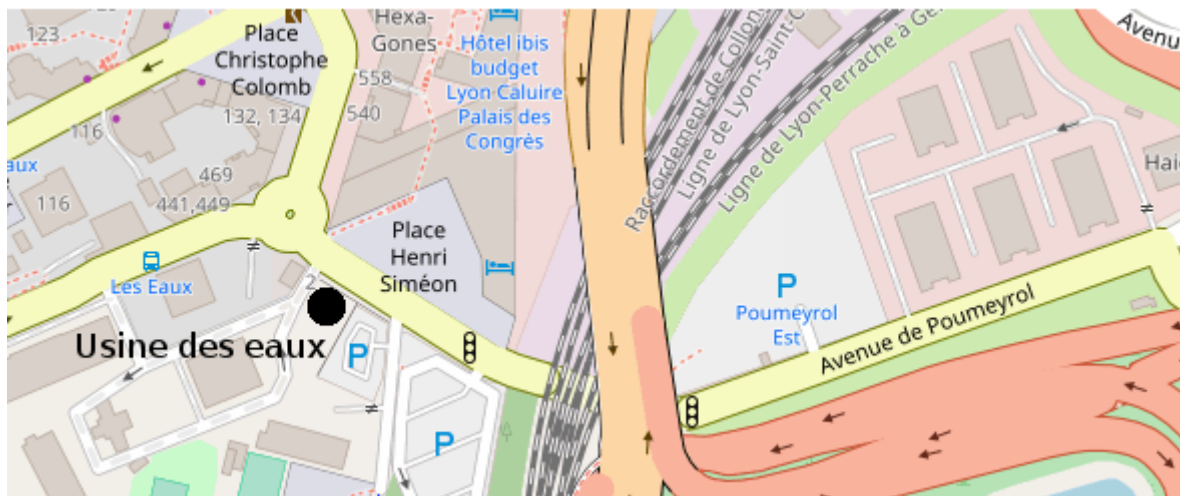 123
Place
Christophe
Colomb
Hexa-
Gones
558
540
132, 134
116
Hôtel ibis
budget
Lyon Caluire
Palais des
Congrès
Raccordement de Collon
Ligne de Lyon-Saint-C
Ligne de Lyon-Perrache à Ge
Avenu
aux
469
441,449
116
Place
Henri
Siméon
Les Eaux
2
P
Poumeyrol
Est
Avenue de Poumeyrol
Hai
Usine des eaux
P
P